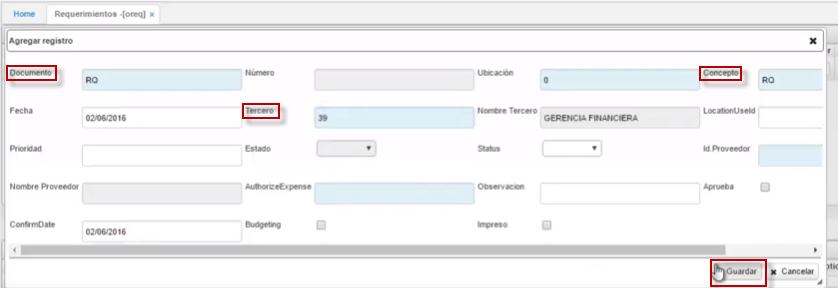 Home Requerimientos -[oreq] x
Agregar registro
Documento RQ Número Ubicación 0 Concepto RQ
Fecha 02/06/2016 Tercero 39 Nombre Tercero GERENCIA FINANCIERA LocationUseId
Prioridad Estado Status Id.Proveedor
Nombre Proveedor AuthorizeExpense Observacion Aprueba
ConfirmDate 02/06/2016 Budgeting Impreso
Guardar Cancelar